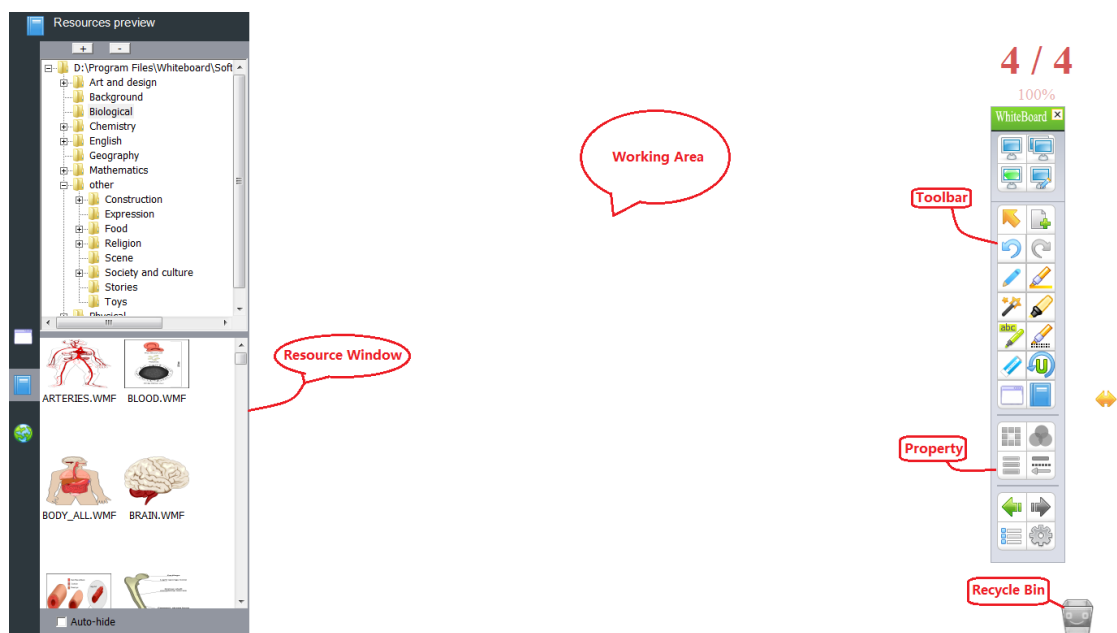 Resources preview
+ -
D:\Program Files\Whiteboard\Soft
Art and design
Background
Biological
Chemistry
English
Geography
Mathematics
other
Construction
Expression
Food
Religion
Scene
Society and culture
Stories
Toys
Physical
ARTERIES.WMF BLOOD.WMF
BODY_ALL.WMF BRAIN.WMF
Auto-hide
Resource Window
Working Area
4 / 4
100%
WhiteBoard
Toolbar
abc
U
Property
Recycle Bin